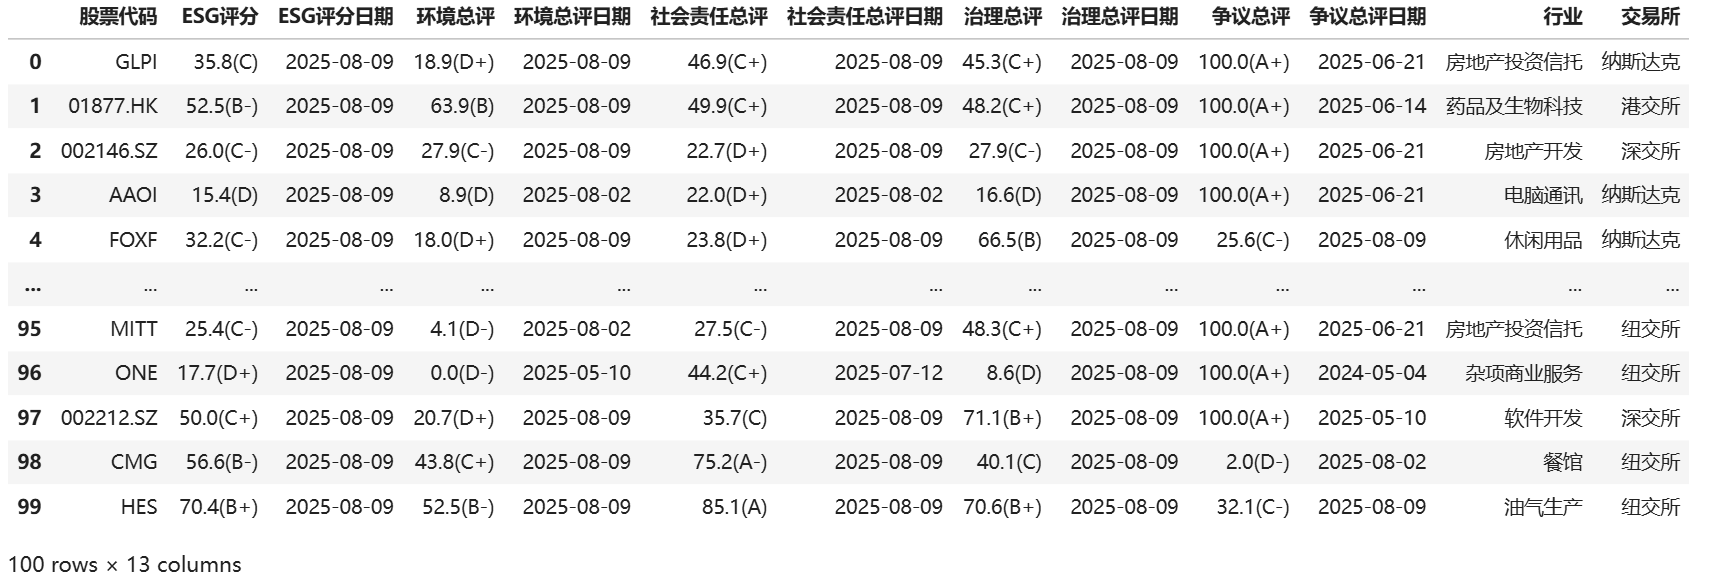 股票代码 ESG评分 ESG评分日期 环境总评 环境总评日期 社会责任总评 社会责任总评日期 治理总评 治理总评日期 争议总评 争议总评日期 行业 交易所
0 GLPI 35.8(C) 2025-08-09 18.9(D+) 2025-08-09 46.9(C+) 2025-08-09 45.3(C+) 2025-08-09 100.0(A+) 2025-06-21 房地产投资信托 纳斯达克
1 01877.HK 52.5(B-) 2025-08-09 63.9(B) 2025-08-09 49.9(C+) 2025-08-09 48.2(C+) 2025-08-09 100.0(A+) 2025-06-14 药品及生物科技 港交所
2 002146.SZ 26.0(C-) 2025-08-09 27.9(C-) 2025-08-09 22.7(D+) 2025-08-09 27.9(C-) 2025-08-09 100.0(A+) 2025-06-21 房地产开发 深交所
3 AAOI 15.4(D) 2025-08-09 8.9(D) 2025-08-02 22.0(D+) 2025-08-02 16.6(D) 2025-08-09 100.0(A+) 2025-06-21 电脑通讯 纳斯达克
4 FOXF 32.2(C-) 2025-08-09 18.0(D+) 2025-08-09 23.8(D+) 2025-08-09 66.5(B) 2025-08-09 25.6(C-) 2025-08-09 休闲用品 纳斯达克
... ... ... ... ... ... ... ... ... ... ... ... ... ...
95 MITT 25.4(C-) 2025-08-09 4.1(D-) 2025-08-02 27.5(C-) 2025-08-09 48.3(C+) 2025-08-09 100.0(A+) 2025-06-21 房地产投资信托 纽交所
96 ONE 17.7(D+) 2025-08-09 0.0(D-) 2025-05-10 44.2(C+) 2025-07-12 8.6(D) 2025-08-09 100.0(A+) 2024-05-04 杂项商业服务 纽交所
97 002212.SZ 50.0(C+) 2025-08-09 20.7(D+) 2025-08-09 35.7(C) 2025-08-09 71.1(B+) 2025-08-09 100.0(A+) 2025-05-10 软件开发 深交所
98 CMG 56.6(B-) 2025-08-09 43.8(C+) 2025-08-09 75.2(A-) 2025-08-09 40.1(C) 2025-08-09 2.0(D-) 2025-08-02 餐馆 纽交所
99 HES 70.4(B+) 2025-08-09 52.5(B-) 2025-08-09 85.1(A) 2025-08-09 70.6(B+) 2025-08-09 32.1(C-) 2025-08-09 油气生产 纽交所
100 rows × 13 columns